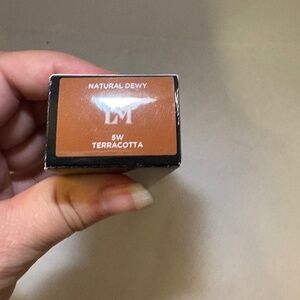 NATURAL DEWY
LM
5W
TERRACOTTA